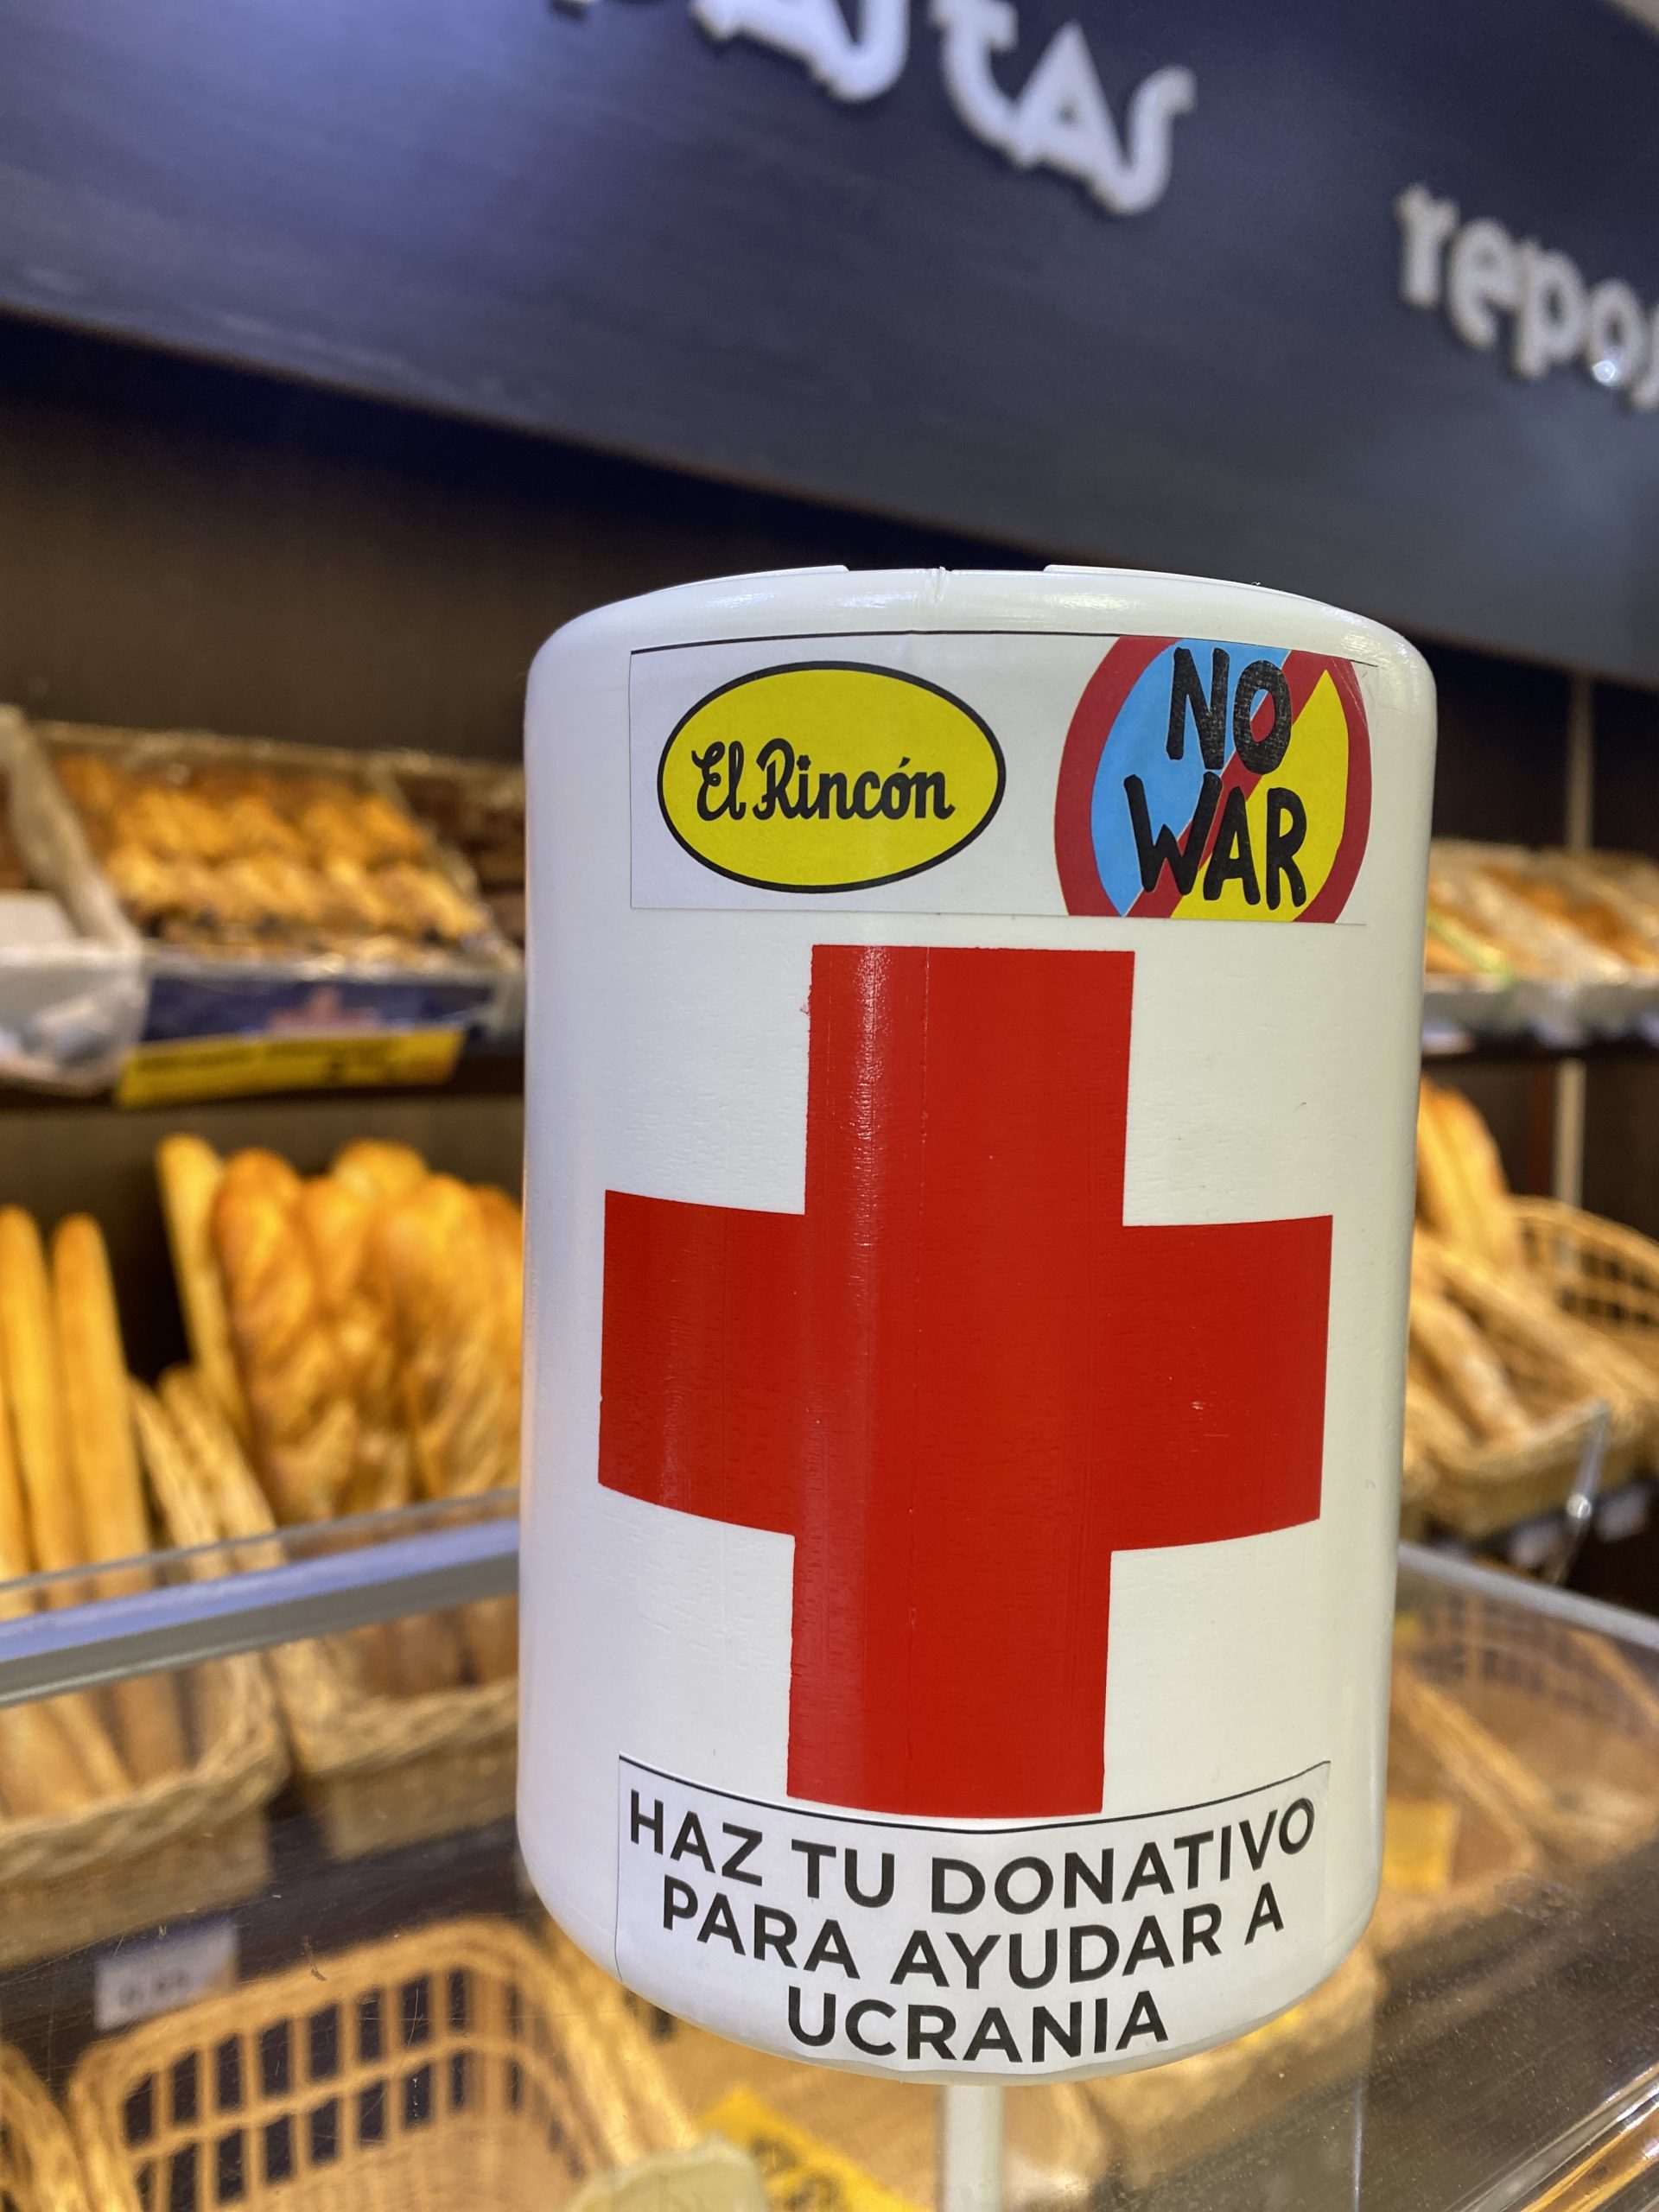 El Rincón
NO
WAR
HAZ TU DONATIVO
PARA AYUDAR A
UCRANIA